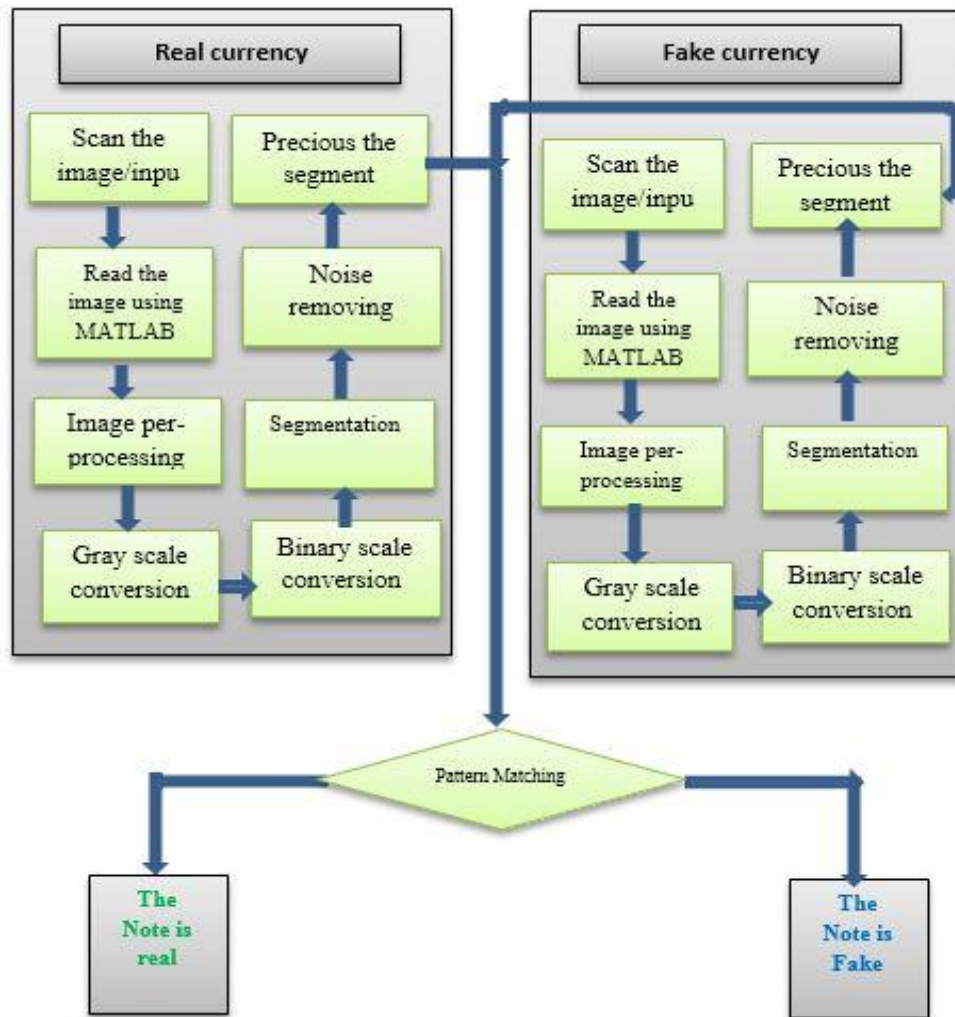 Real currency
Scan the
image/inpu
Read the
image using
MATLAB
Image per-
processing
Gray scale
conversion
Binary scale
conversion
Segmentation
Noise
removing
Precious the
segment
Fake currency
Scan the
image/inpu
Read the
image using
MATLAB
Image per-
processing
Gray scale
conversion
Binary scale
conversion
Segmentation
Noise
removing
Precious the
segment
Pattern Matching
The
Note is
real
The
Note is
Fake